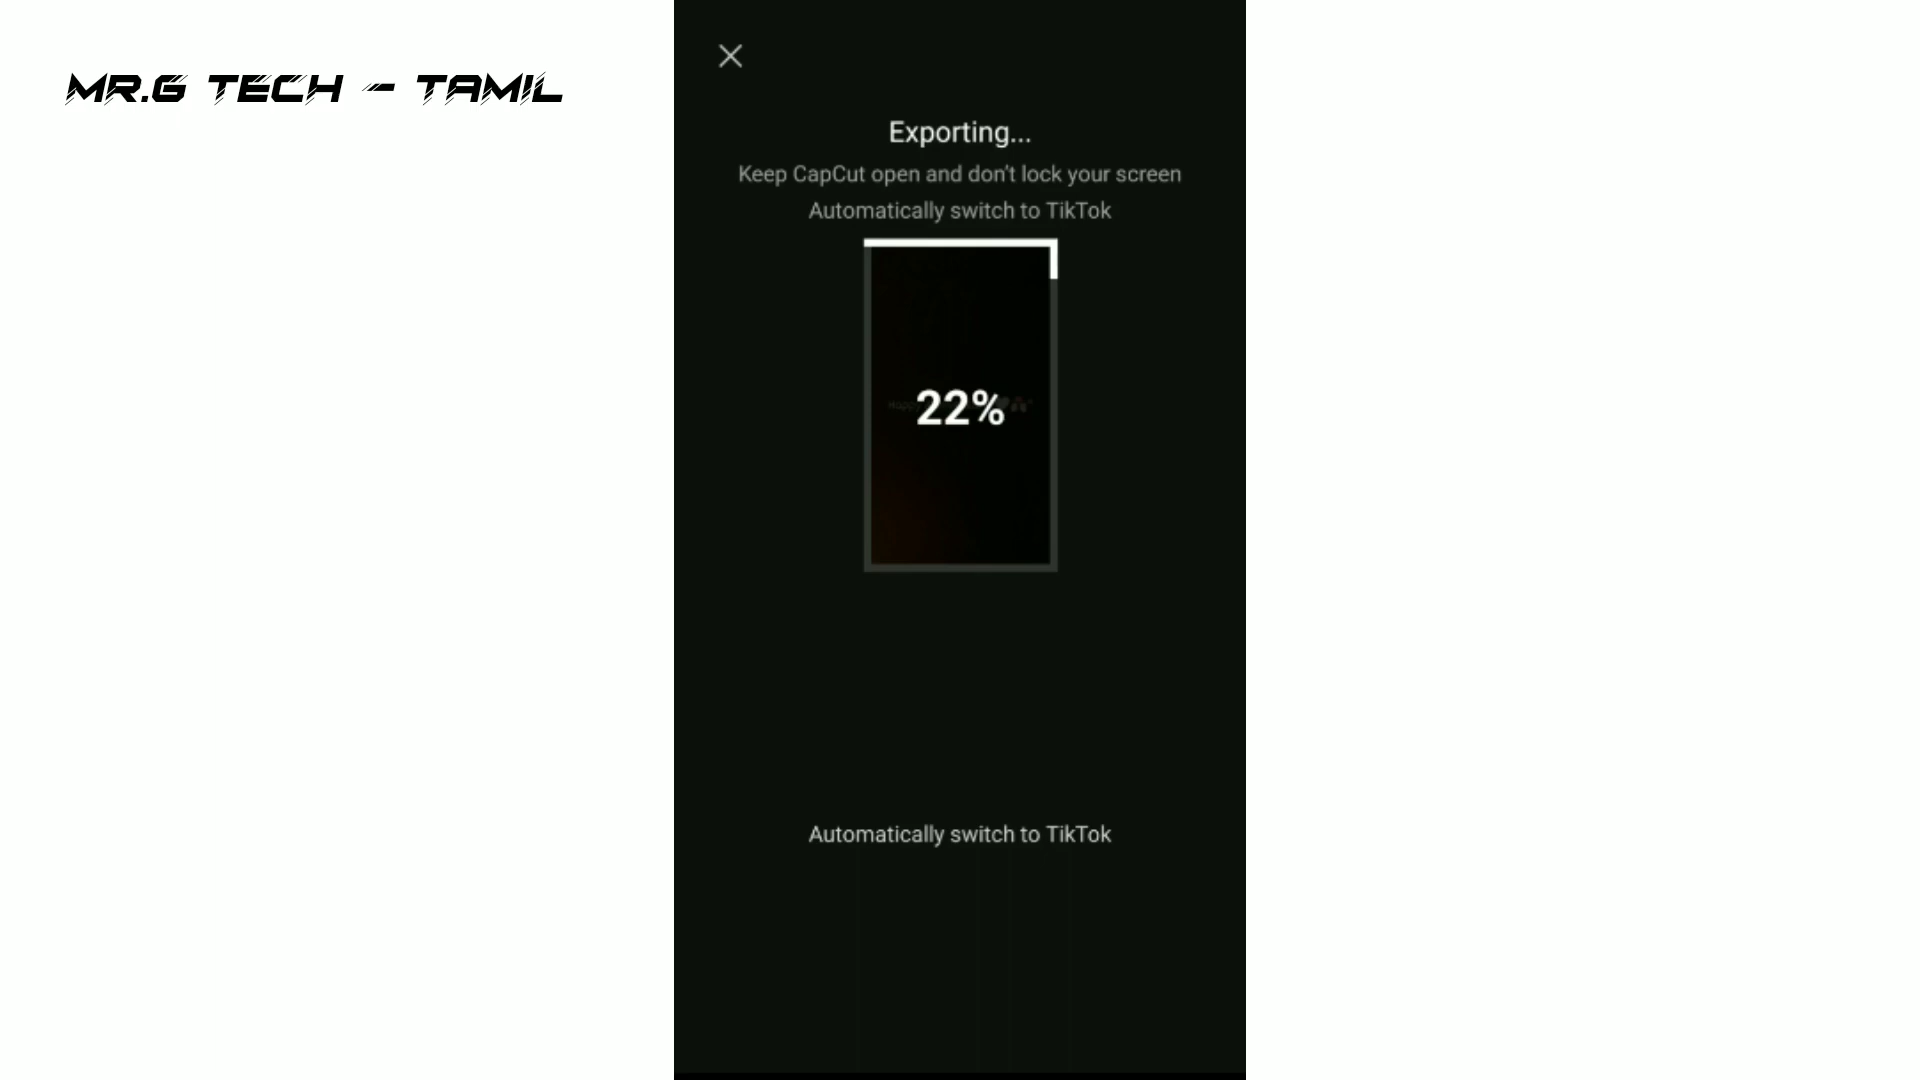 MR.G TECH - TAMIL
Exporting...
Keep CapCut open and don't lock your screen
Automatically switch to TikTok
22%
Automatically switch to TikTok